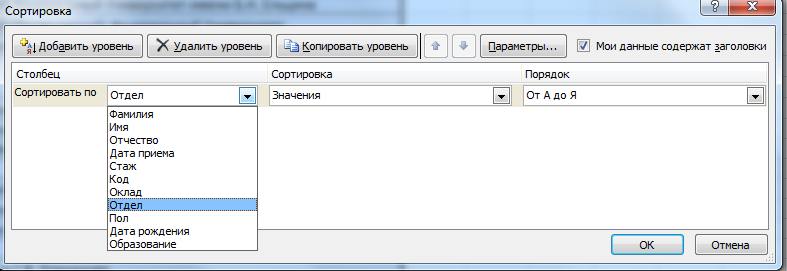 Сортировка
Добавить уровень Удалить уровень Копировать уровень Параметры... Мои данные содержат заголовки
Столбец Сортировка Порядок
Сортировать по Отдел Значения От А до Я
Фамилия
Имя
Отчество
Дата приема
Стаж
Код
Оклад
Отдел
Пол
Дата рождения
Образование
ОК Отмена